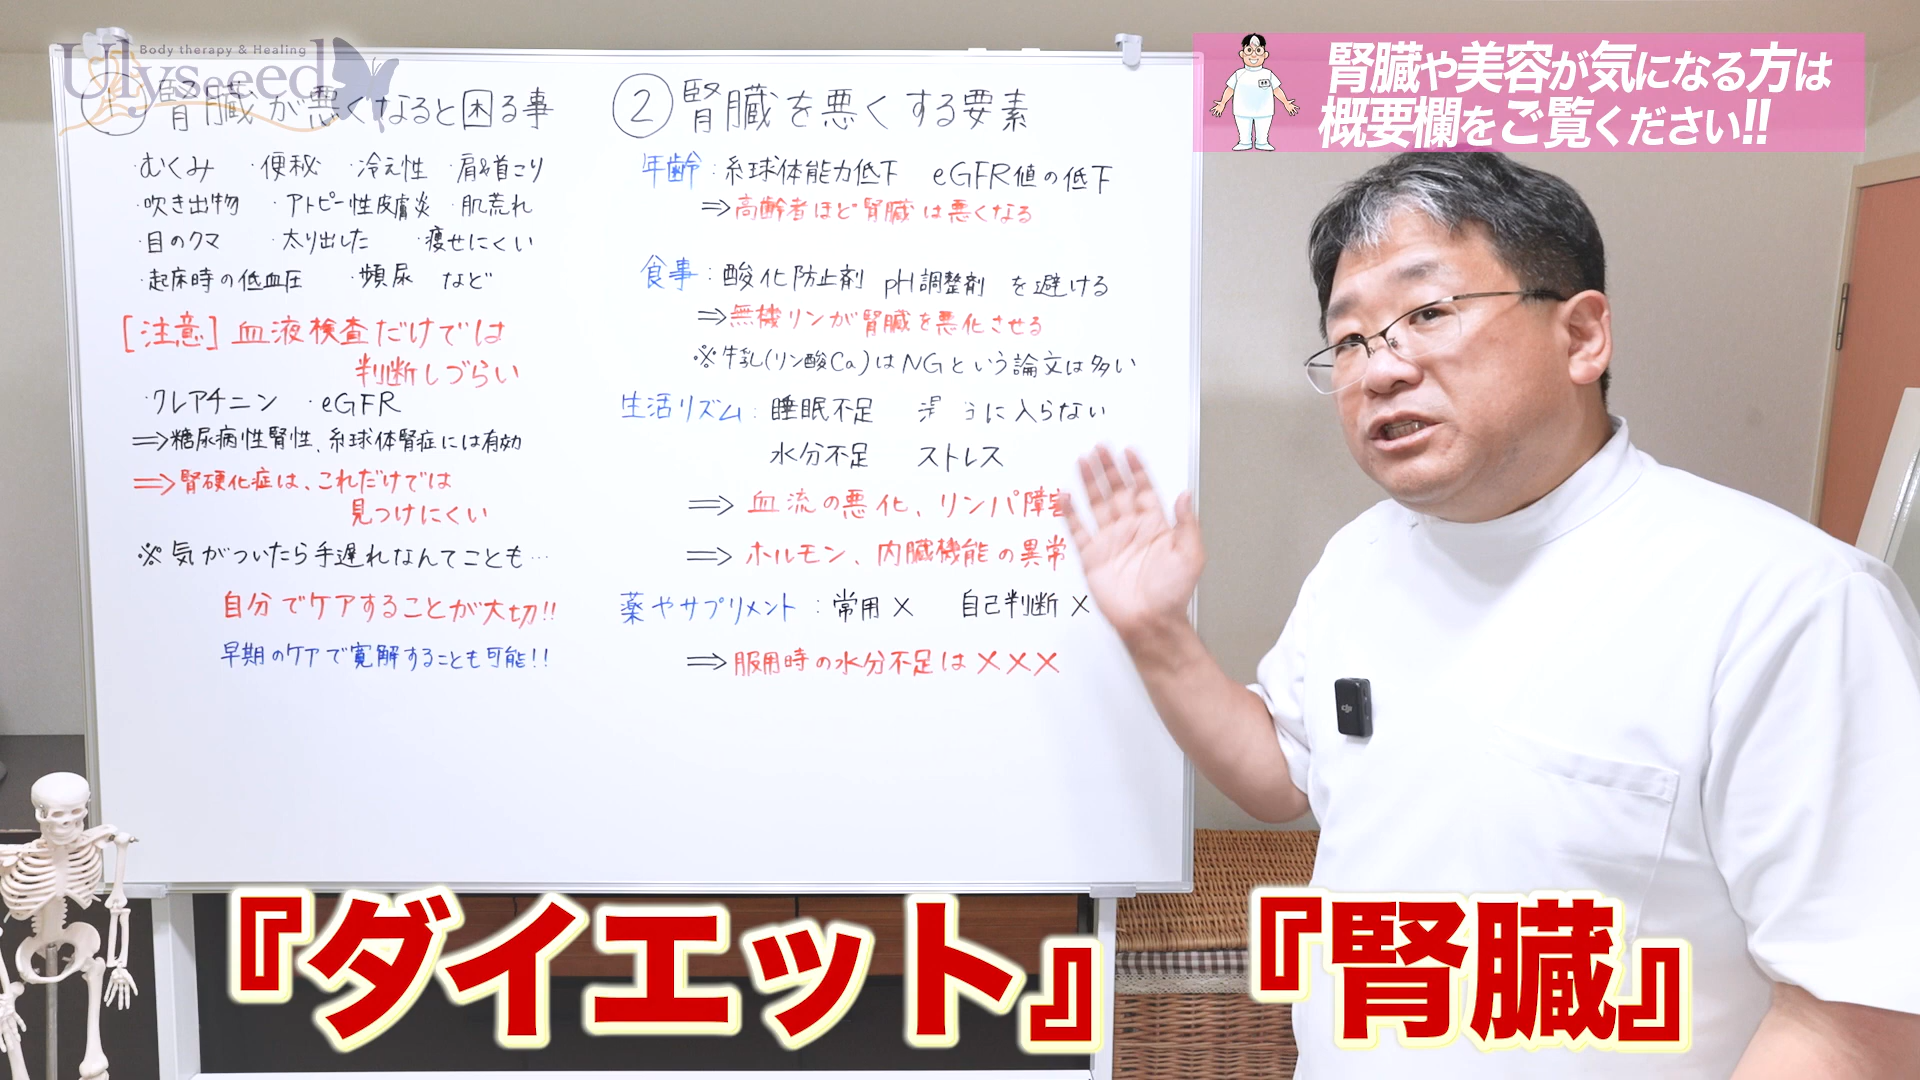 Body therapy & Healing
Ulyseeed
腎臓や美容が気になる方は
概要欄をご覧ください!!
① 腎臓が悪くなると困る事
・むくみ ・便秘 ・冷え性 ・肩や首こり
・吹き出物 ・アトピー性皮膚炎 ・肌荒れ
・目のクマ ・太り出した ・痩せにくい
・起床時の低血圧 ・頻尿 など
[注意] 血液検査だけでは
判断しづらい
・クレアチニン ・eGFR
⇒糖尿病性腎性、糸球体腎症には有効
⇒腎硬化症は、これだけでは
見つけにくい
※気がついたら手遅れなんてことも…
自分でケアすることが大切!!
早期のケアで寛解することも可能!!
② 腎臓を悪くする要素
年齢：糸球体能力低下 eGFR値の低下
⇒高齢者ほど腎臓は悪くなる
食事：酸化防止剤 pH調整剤 を避ける
⇒無機リンが腎臓を悪化させる
※牛乳(リン酸Ca)はNGという論文は多い
生活リズム：睡眠不足 に入らない
水分不足 ストレス
⇒ 血流の悪化、リンパ障害
⇒ ホルモン、内臓機能の異常
薬やサプリメント：常用× 自己判断×
⇒服用時の水分不足は×××
dji
『ダイエット』 『腎臓』